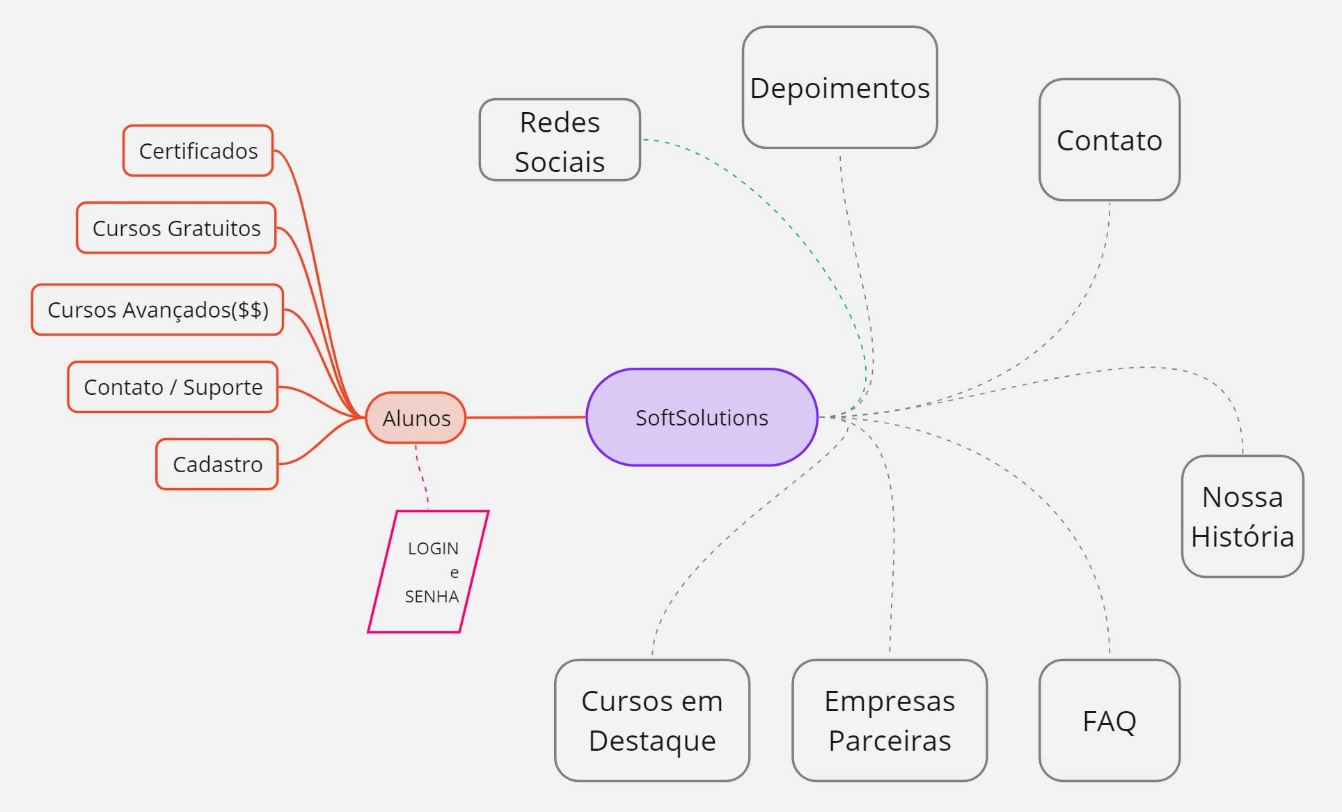 Depoimentos
Redes
Sociais
Contato
Certificados
Cursos Gratuitos
Cursos Avançados($$)
Contato / Suporte
Alunos
SoftSolutions
Cadastro
Nossa
História
LOGIN
e
SENHA
Cursos em
Destaque
Empresas
Parceiras
FAQ